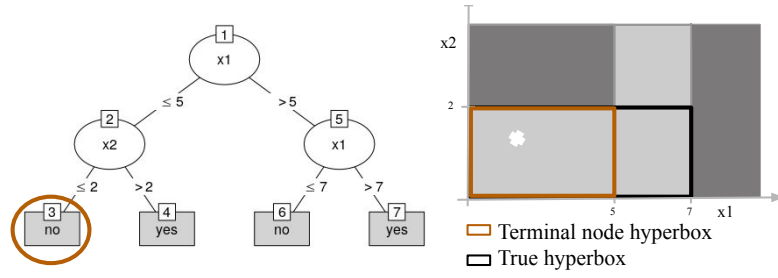 1
x1
≤ 5
> 5
2
x2
5
x1
≤ 2
> 2
≤ 7
> 7
3
no
4
yes
6
no
7
yes
x2
2
5
7
x1
Terminal node hyperbox
True hyperbox